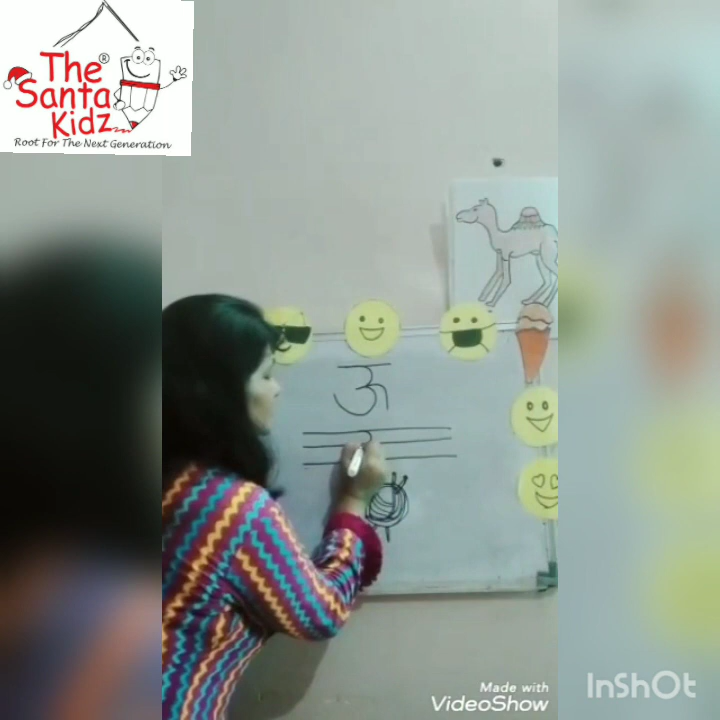 The
Santa®
Kidz
Root For The Next Generation
ऊ
Made with
VideoShow
InShOt